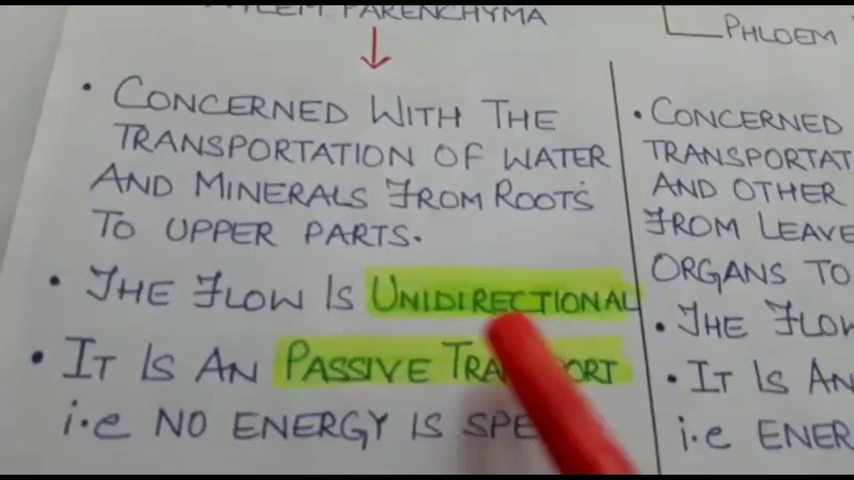 PARENCHYMA
• CONCERNED WITH THE
TRANSPORTATION OF WATER
AND MINERALS FROM ROOTS
TO UPPER PARTS.
• THE FLOW IS UNIDIRECTIONAL
• IT IS AN PASSIVE TRANSPORT
i.e NO ENERGY IS
PHLOEM
• CONCERNED
TRANSPORTAT
AND OTHER
FROM LEAVE
ORGANS TO
• THE FLOW
• IT IS AN
i.e ENER